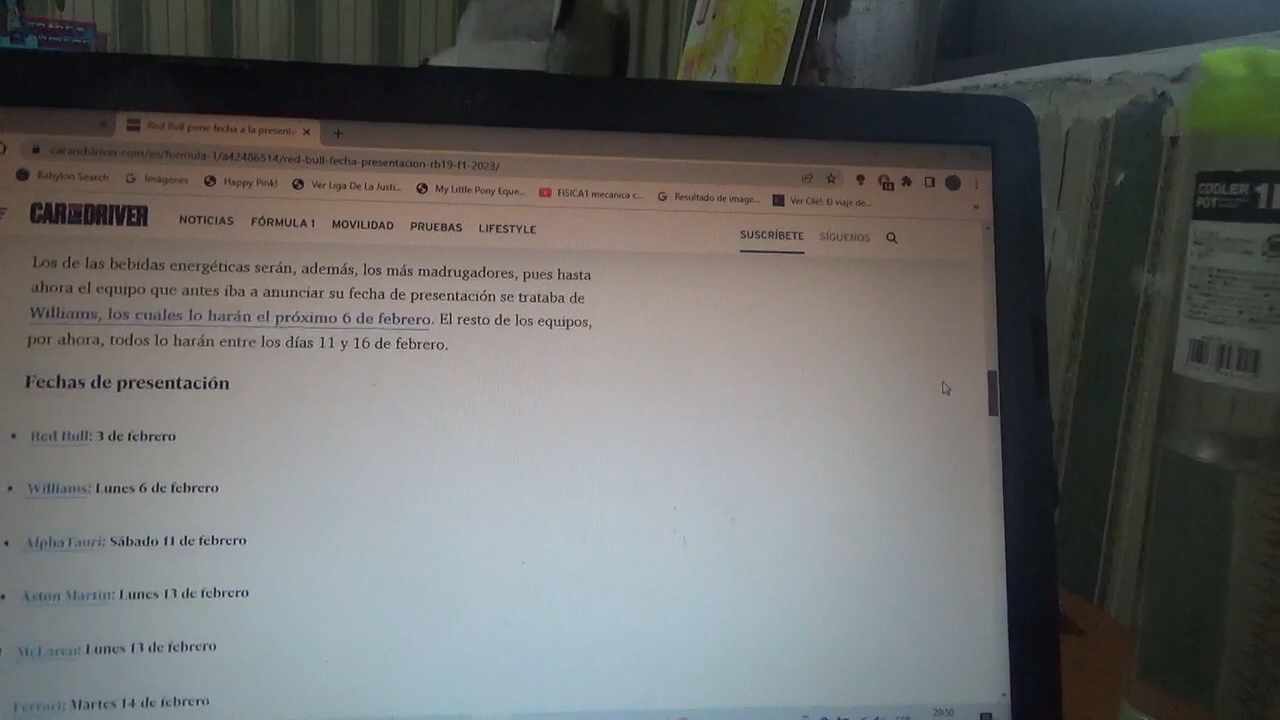 Red Bull pone fecha a la present
caranddriver.com/es/formula-1/a42486514/red-bull-fecha-presentacion-rb19-f1-2023/
Babylon Search Imágenes Happy Pink! Ver Liga De La Justi... My Little Pony Eque... FíSICA1 mecanica c... Resultado de image... Ver Olé!. El viaje de...
CAR AND DRIVER NOTICIAS FÓRMULA 1 MOVILIDAD PRUEBAS LIFESTYLE SUSCRÍBETE SÍGUENOS
Los de las bebidas energéticas serán, además, los más madrugadores, pues hasta
ahora el equipo que antes iba a anunciar su fecha de presentación se trataba de
Williams, los cuales lo harán el próximo 6 de febrero. El resto de los equipos,
por ahora, todos lo harán entre los días 11 y 16 de febrero.
Fechas de presentación
Red Bull: 3 de febrero
Williams: Lunes 6 de febrero
AlphaTauri: Sábado 11 de febrero
Aston Martin: Lunes 13 de febrero
McLaren: Lunes 13 de febrero
Ferrari: Martes 14 de febrero
20:50
COOLER
POT